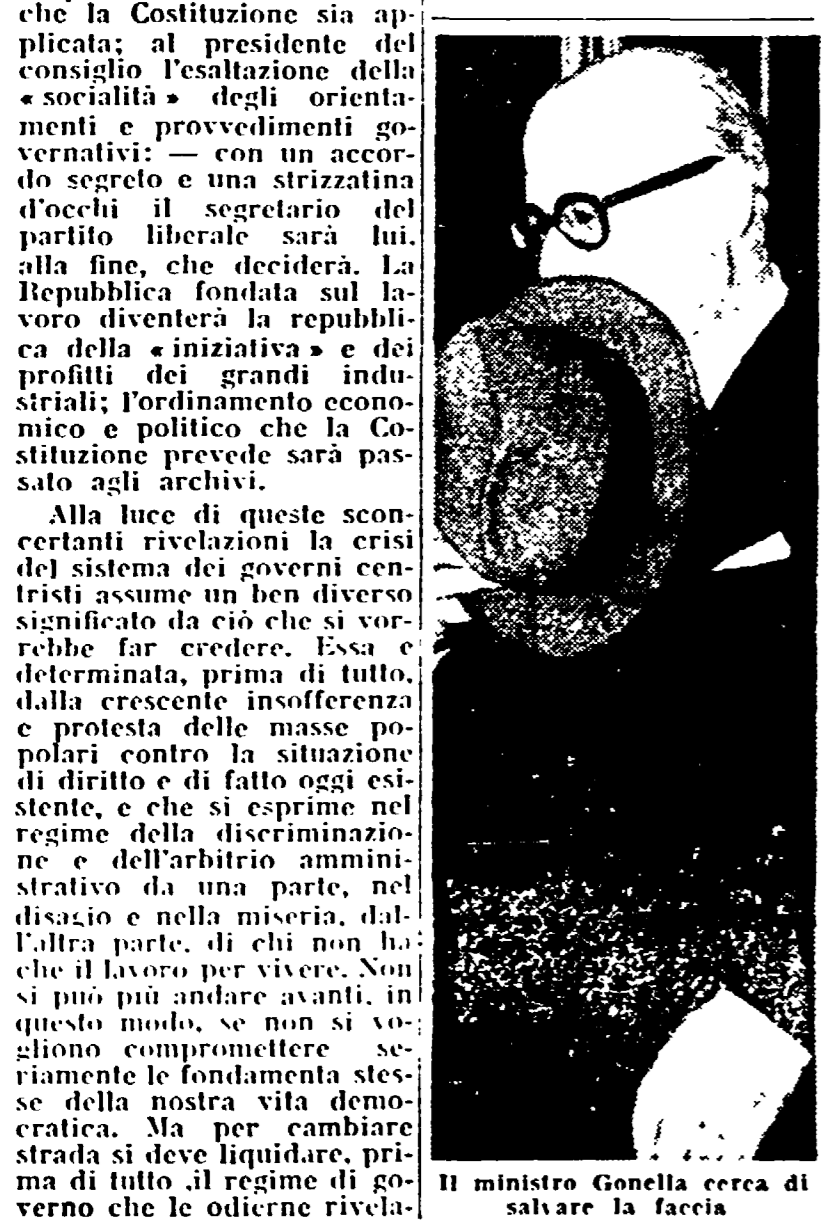 che la Costituzione sia ap-
plicata; al presidente del
consiglio l'esaltazione della
« socialità » degli orienta-
menti e provvedimenti go-
vernativi: — con un accor-
do segreto e una strizzatina
d'occhi il segretario del
partito liberale sarà lui,
alla fine, che deciderà. La
Repubblica fondata sul la-
voro diventerà la repubbli-
ca della « iniziativa » e dei
profitti dei grandi indu-
striali; l'ordinamento econo-
mico e politico che la Co-
stituzione prevede sarà pas-
sato agli archivi.
Alla luce di queste scon-
certanti rivelazioni la crisi
del sistema dei governi cen-
tristi assume un ben diverso
significato da ciò che si vor-
rebbe far credere. Essa e
determinata, prima di tutto,
dalla crescente insofferenza
e protesta delle masse po-
polari contro la situazione
di diritto e di fatto oggi esi-
stente, e che si esprime nel
regime della discriminazio-
ne e dell'arbitrio ammini-
strativo da una parte, nel
disagio e nella miseria, dal-
l'altra parte, di chi non ha
che il lavoro per vivere. Non
si può più andare avanti, in
questo modo, se non si vo-
gliono compromettere se-
riamente le fondamenta stes-
se della nostra vita demo-
cratica. Ma per cambiare
strada si deve liquidare, pri-
ma di tutto ,il regime di go-
verno che le odierne rivela-
Il ministro Gonella cerca di
salvare la faccia